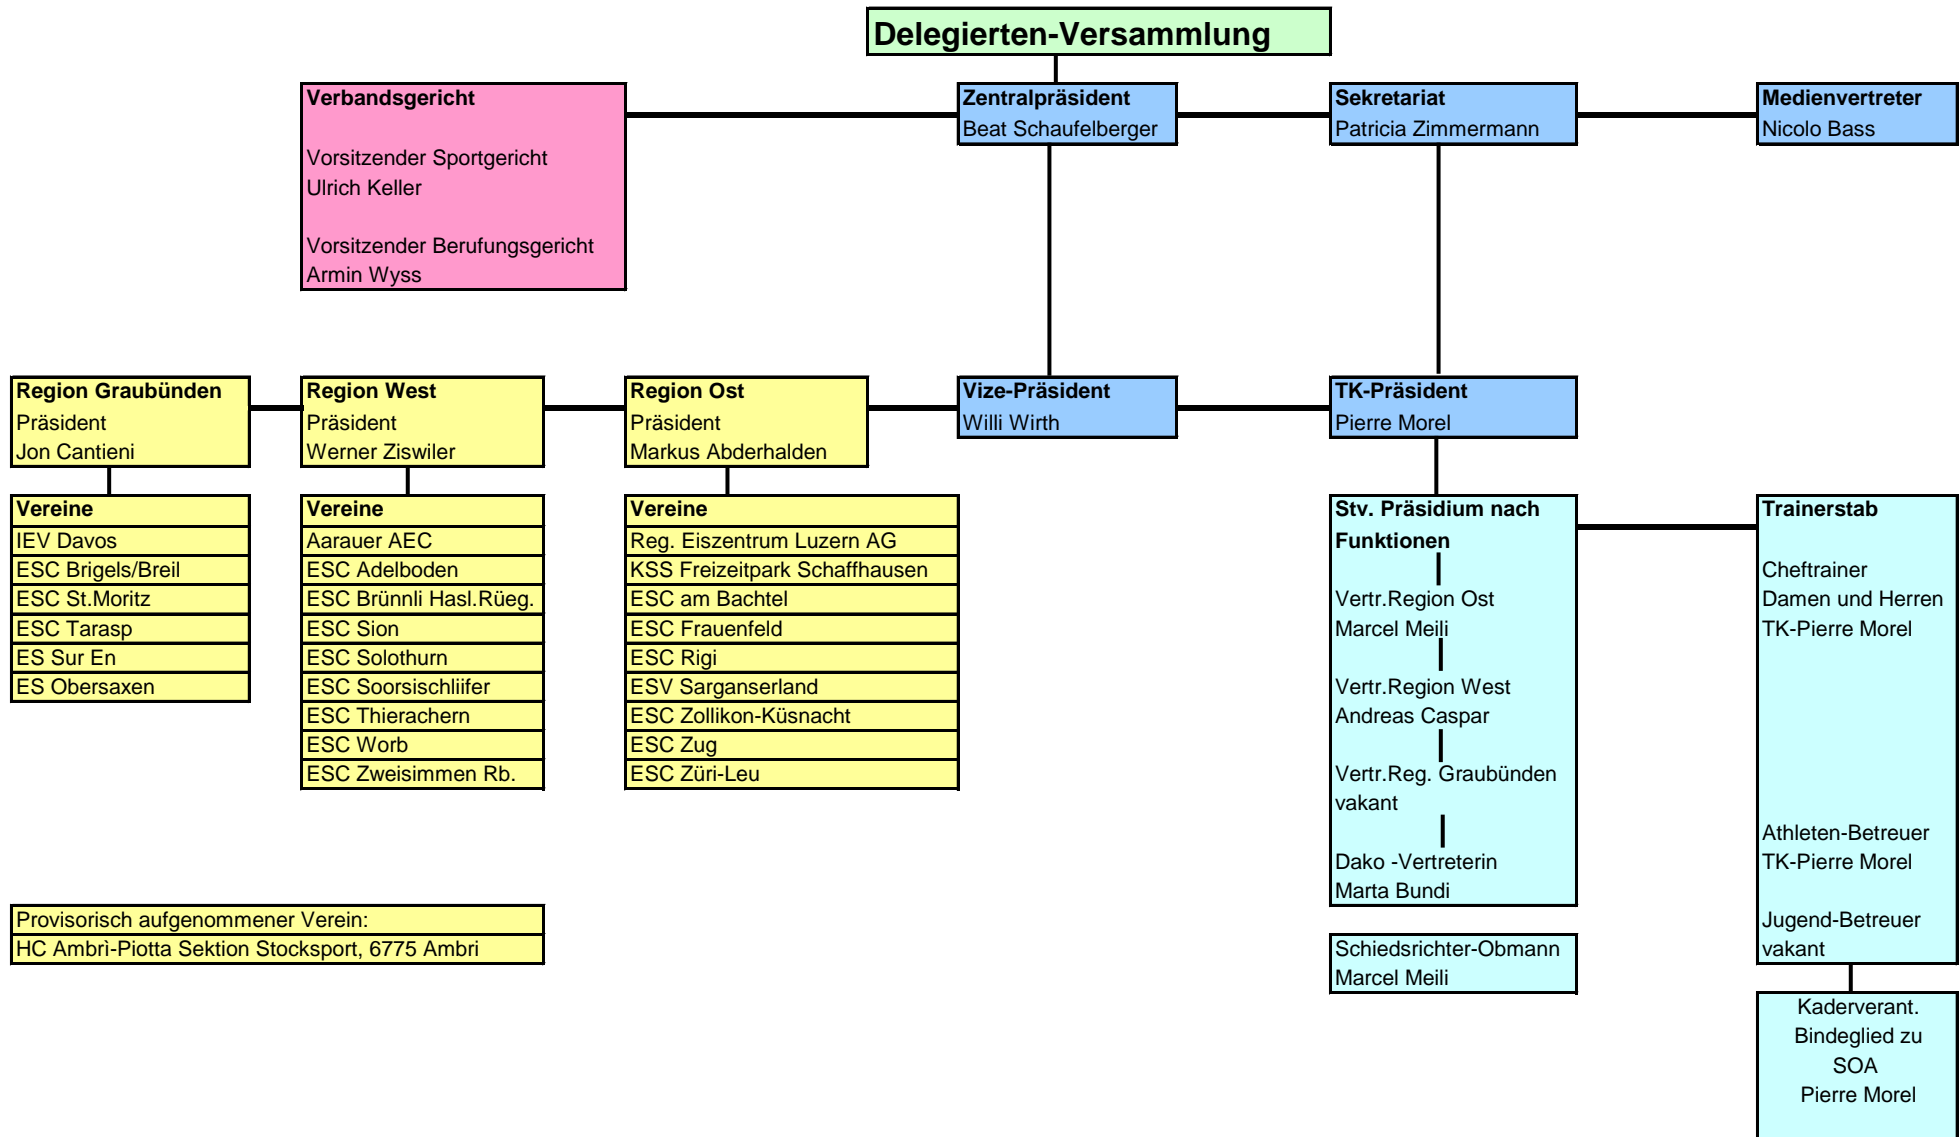 Delegierten-Versammlung
Verbandsgericht
Vorsitzender Sportgericht
Ulrich Keller
Vorsitzender Berufungsgericht
Armin Wyss
Zentralpräsident
Beat Schaufelberger
Sekretariat
Patricia Zimmermann
Medienvertreter
Nicolo Bass
Region Graubünden
Präsident
Jon Cantieni
Region West
Präsident
Werner Ziswiler
Region Ost
Präsident
Markus Abderhalden
Vize-Präsident
Willi Wirth
TK-Präsident
Pierre Morel
Vereine
IEV Davos
ESC Brigels/Breil
ESC St.Moritz
ESC Tarasp
ES Sur En
ES Obersaxen
Vereine
Aarauer AEC
ESC Adelboden
ESC Brünnli Hasl.Rüeg.
ESC Sion
ESC Solothurn
ESC Soorsischliifer
ESC Thierachern
ESC Worb
ESC Zweisimmen Rb.
Vereine
Reg. Eiszentrum Luzern AG
KSS Freizeitpark Schaffhausen
ESC am Bachtel
ESC Frauenfeld
ESC Rigi
ESV Sarganserland
ESC Zollikon-Küsnacht
ESC Zug
ESC Züri-Leu
Stv. Präsidium nach
Funktionen
Vertr.Region Ost
Marcel Meili
Vertr.Region West
Andreas Caspar
Vertr.Reg. Graubünden
vakant
Dako -Vertreterin
Marta Bundi
Trainerstab
Cheftrainer
Damen und Herren
TK-Pierre Morel
Athleten-Betreuer
TK-Pierre Morel
Jugend-Betreuer
vakant
Provisorisch aufgenommener Verein:
HC Ambrì-Piotta Sektion Stocksport, 6775 Ambri
Schiedsrichter-Obmann
Marcel Meili
Kaderverant.
Bindeglied zu
SOA
Pierre Morel